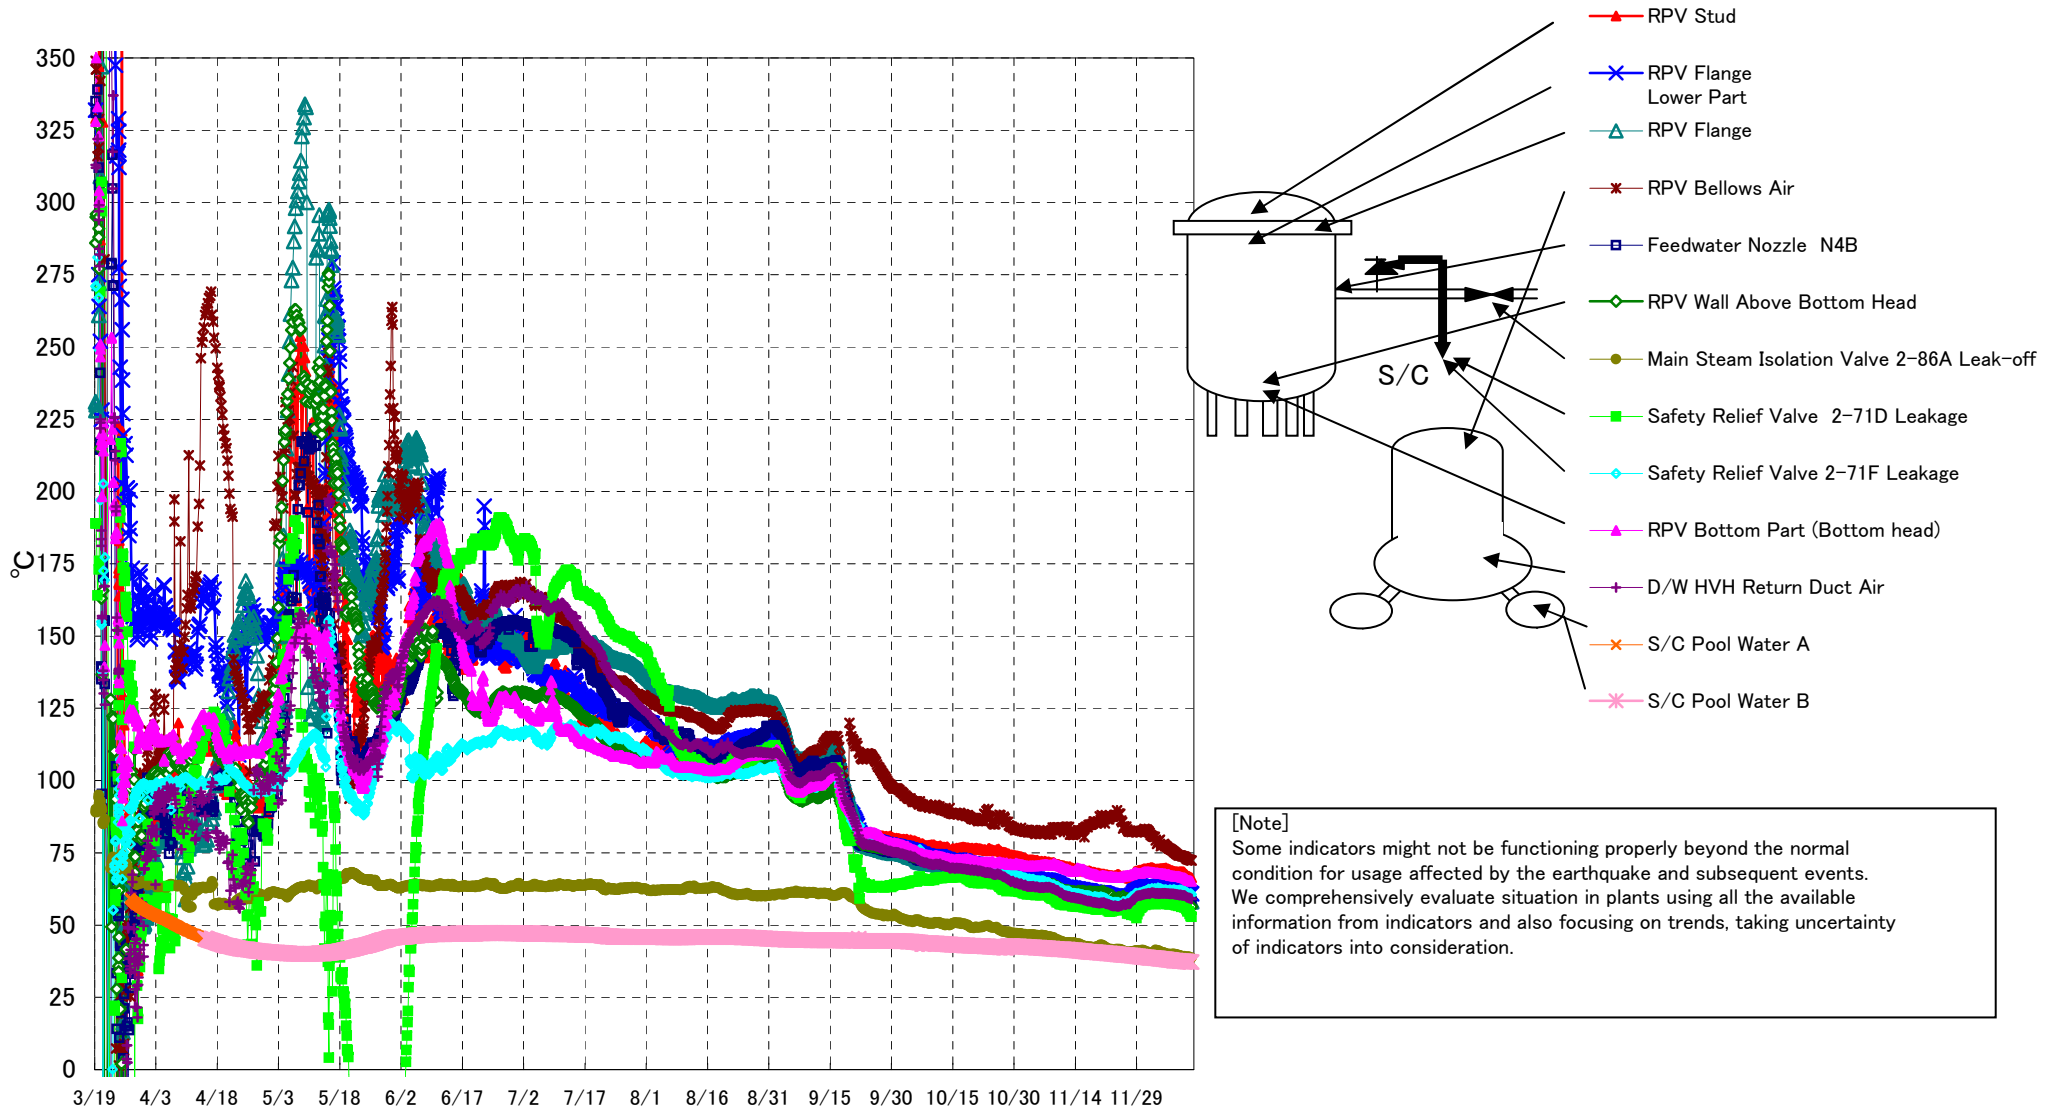 ℃
350
325
300
275
250
225
200
175
150
125
100
75
50
25
0
3/19 4/3 4/18 5/3 5/18 6/2 6/17 7/2 7/17 8/1 8/16 8/31 9/15 9/30 10/15 10/30 11/14 11/29
RPV Stud
RPV Flange
Lower Part
RPV Flange
RPV Bellows Air
Feedwater Nozzle N4B
RPV Wall Above Bottom Head
Main Steam Isolation Valve 2-86A Leak-off
Safety Relief Valve 2-71D Leakage
Safety Relief Valve 2-71F Leakage
RPV Bottom Part (Bottom head)
D/W HVH Return Duct Air
S/C Pool Water A
S/C Pool Water B
S/C
[Note]
Some indicators might not be functioning properly beyond the normal
condition for usage affected by the earthquake and subsequent events.
We comprehensively evaluate situation in plants using all the available
information from indicators and also focusing on trends, taking uncertainty
of indicators into consideration.